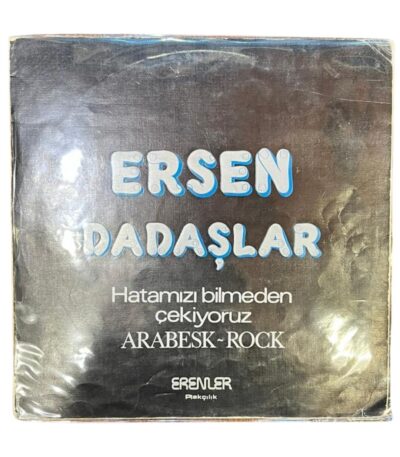 ERSEN
DADAŞLAR
Hatamızı bilmeden
çekiyoruz
ARABESK-ROCK
ERENLER
Plakçılık